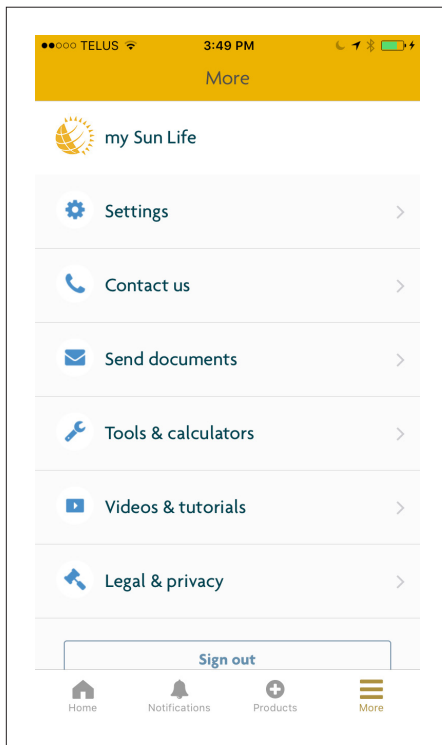 TELUS 3:49 PM
More
my Sun Life
Settings
Contact us
Send documents
Tools & calculators
Videos & tutorials
Legal & privacy
Sign out
Home Notifications Products More